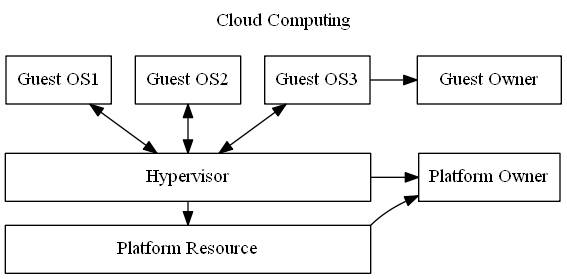 Cloud Computing
Guest OS1
Guest OS2
Guest OS3
Guest Owner
Hypervisor
Platform Owner
Platform Resource